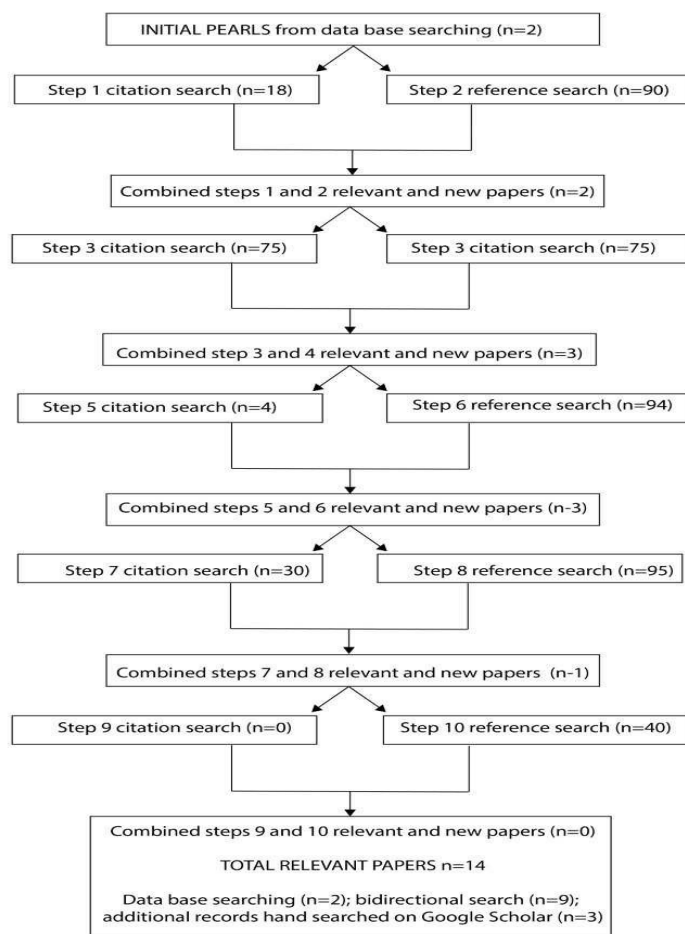 INITIAL PEARLS from data base searching (n=2)
Step 1 citation search (n=18)
Step 2 reference search (n=90)
Combined steps 1 and 2 relevant and new papers (n=2)
Step 3 citation search (n=75)
Step 3 citation search (n=75)
Combined step 3 and 4 relevant and new papers (n=3)
Step 5 citation search (n=4)
Step 6 reference search (n=94)
Combined steps 5 and 6 relevant and new papers (n-3)
Step 7 citation search (n=30)
Step 8 reference search (n=95)
Combined steps 7 and 8 relevant and new papers (n-1)
Step 9 citation search (n=0)
Step 10 reference search (n=40)
Combined steps 9 and 10 relevant and new papers (n=0)
TOTAL RELEVANT PAPERS n=14
Data base searching (n=2); bidirectional search (n=9);
additional records hand searched on Google Scholar (n=3)